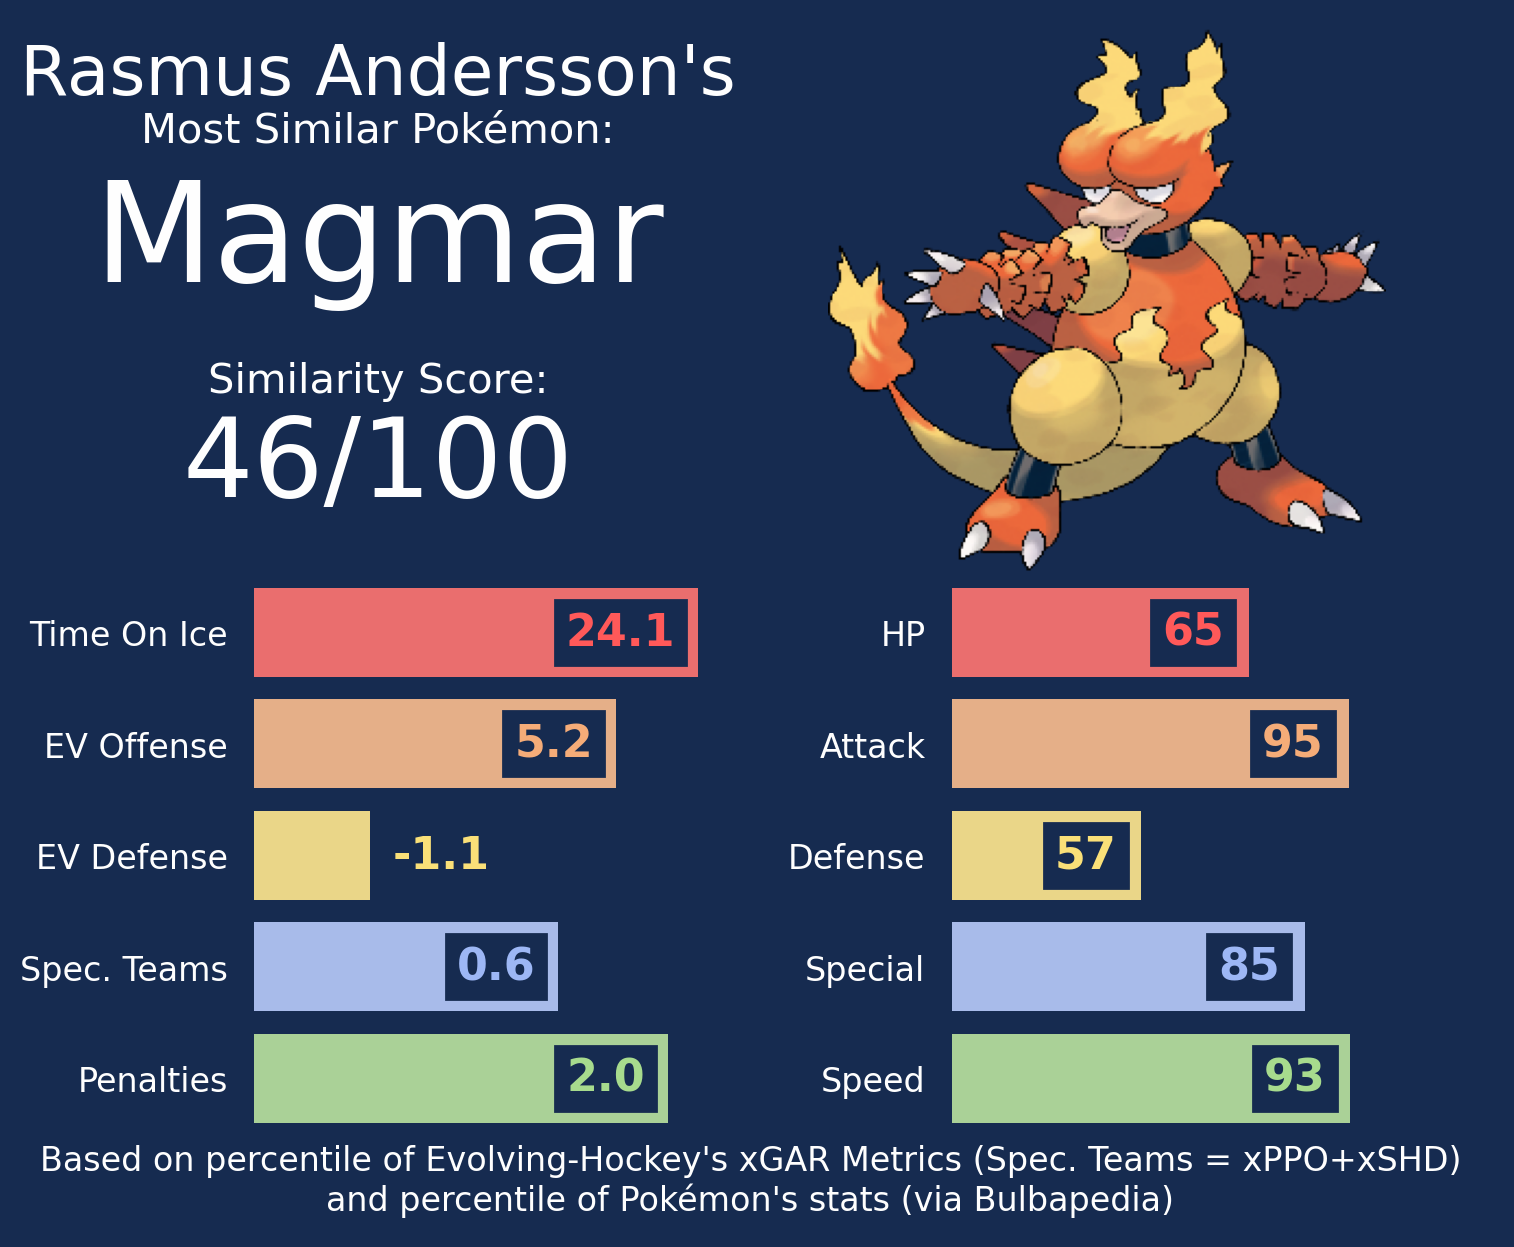 Rasmus Andersson's
Most Similar Pokémon:
Magmar
Similarity Score:
46/100
Time On Ice 24.1
EV Offense 5.2
EV Defense -1.1
Spec. Teams 0.6
Penalties 2.0
HP 65
Attack 95
Defense 57
Special 85
Speed 93
Based on percentile of Evolving-Hockey's xGAR Metrics (Spec. Teams = xPPO+xSHD)
and percentile of Pokémon's stats (via Bulbapedia)